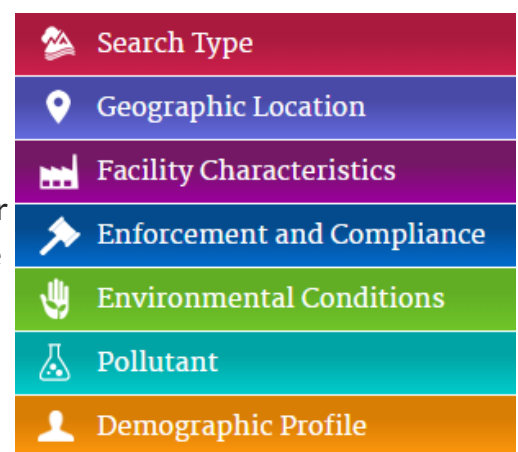 Search Type
Geographic Location
Facility Characteristics
Enforcement and Compliance
Environmental Conditions
Pollutant
Demographic Profile